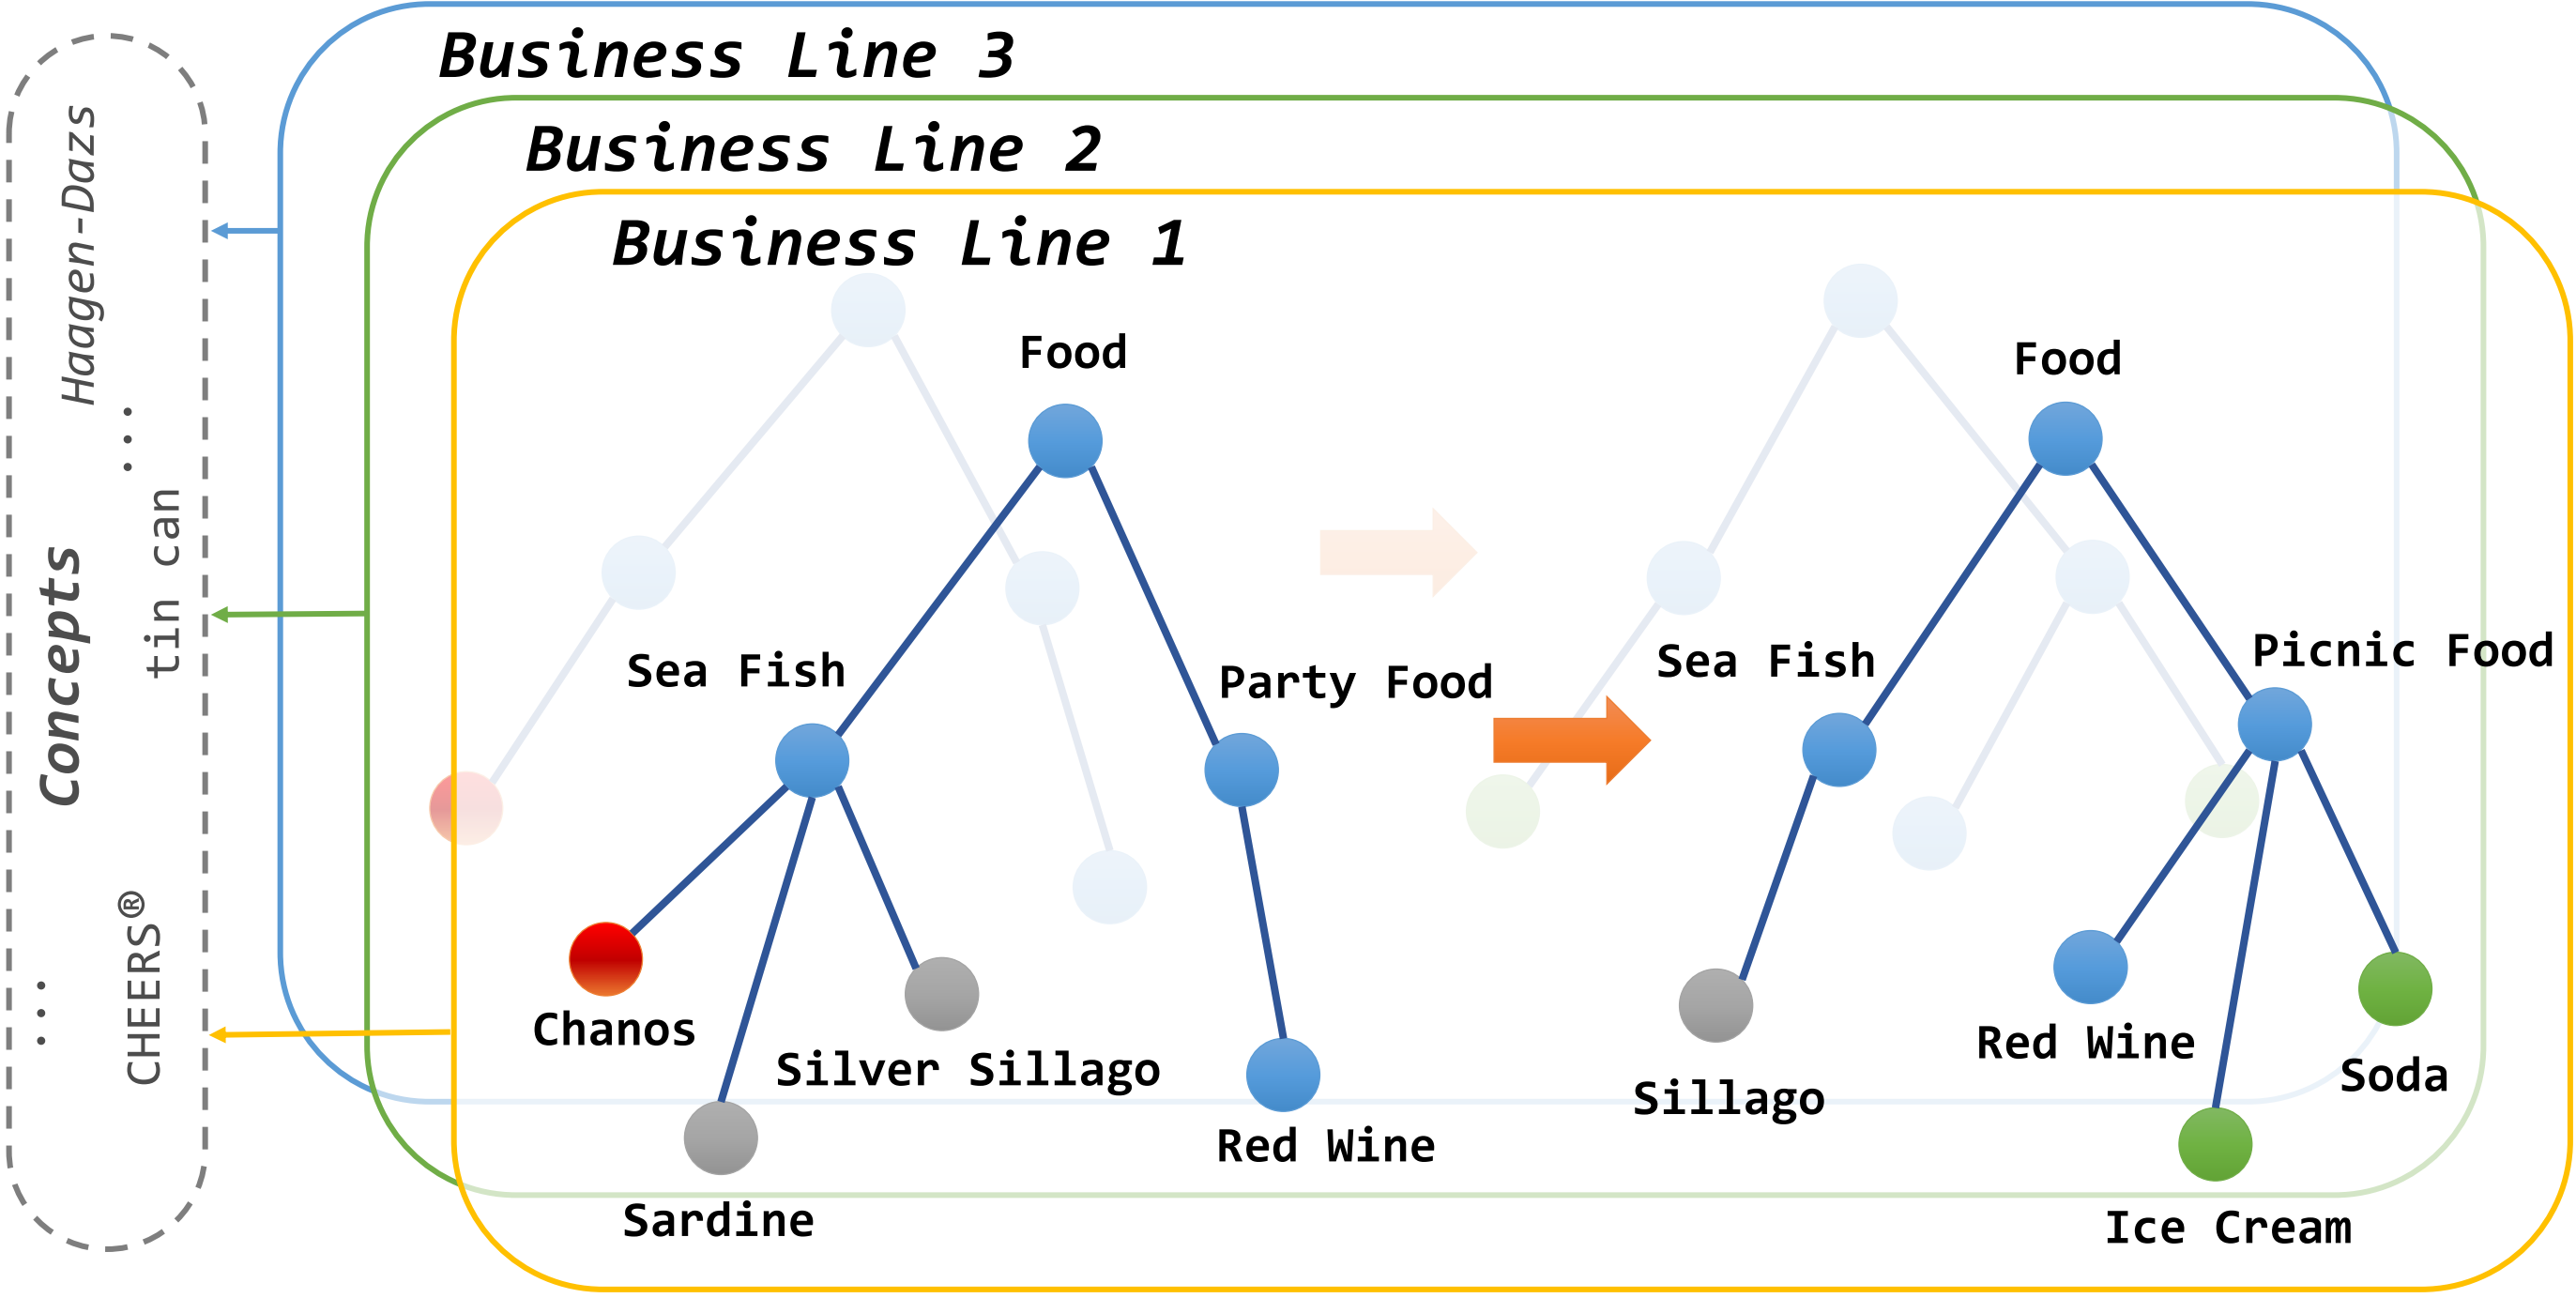 Business Line 3
Business Line 2
Business Line 1
Concepts
Haagen-Dazs
...
tin can
CHEERS®
...
Food
Sea Fish
Party Food
Chanos
Silver Sillago
Sardine
Red Wine
Food
Sea Fish
Picnic Food
Sillago
Red Wine
Soda
Ice Cream